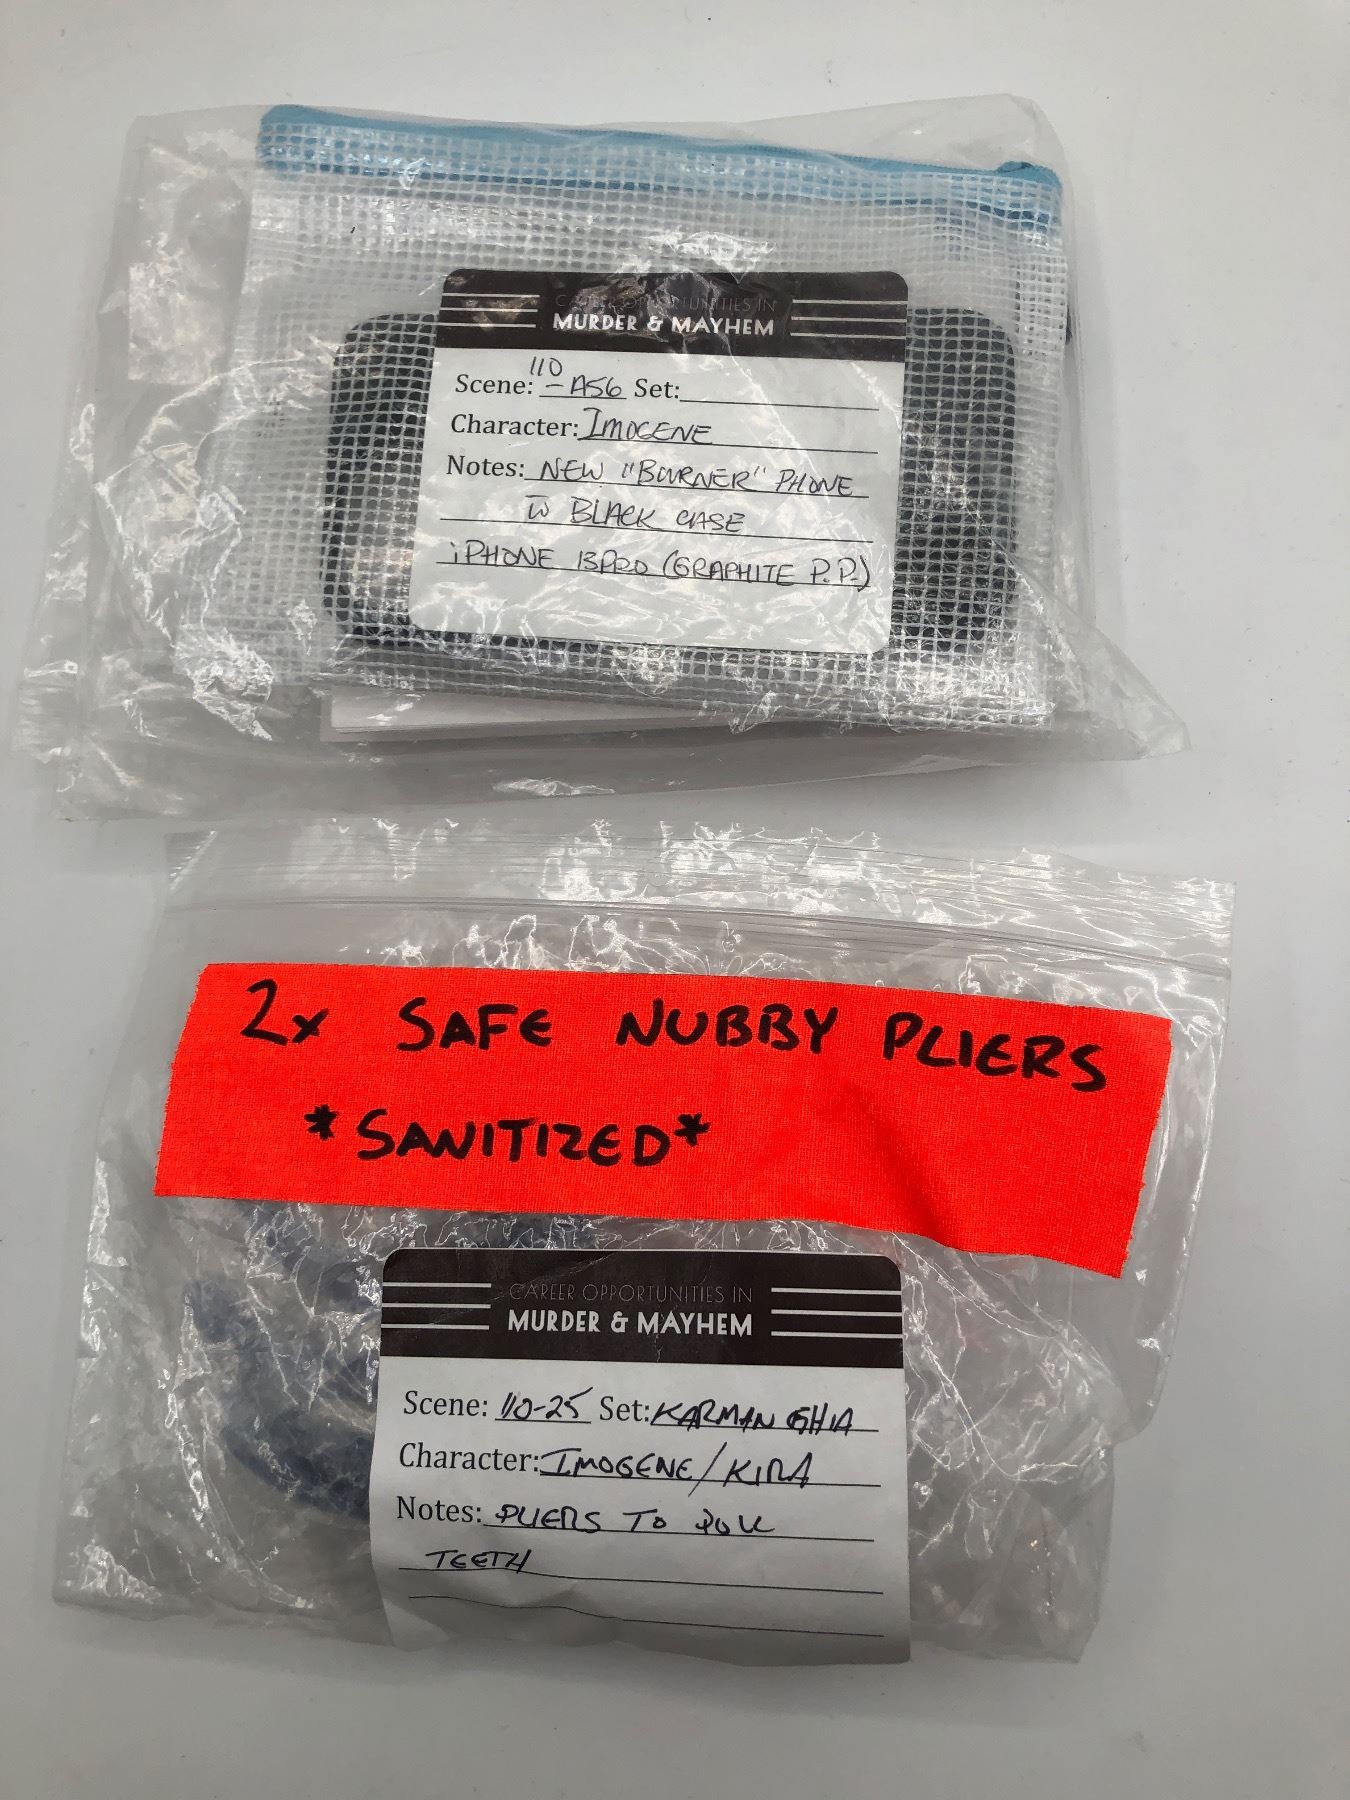 CAREER OPPORTUNITIES IN
MURDER & MAYHEM
Scene: 110-A56 Set:
Character: IMOGENE
Notes: NEW "BURNER" PHONE
W BLACK CASE
iPHONE 13PRO (GRAPHITE P.P.)
2x SAFE NUBBY PLIERS
*SANITIZED*
CAREER OPPORTUNITIES IN
MURDER & MAYHEM
Scene: 110-25 Set: KARMAN GHIA
Character: IMOGENE/KIRA
Notes: PLIERS TO PULL
TEETH